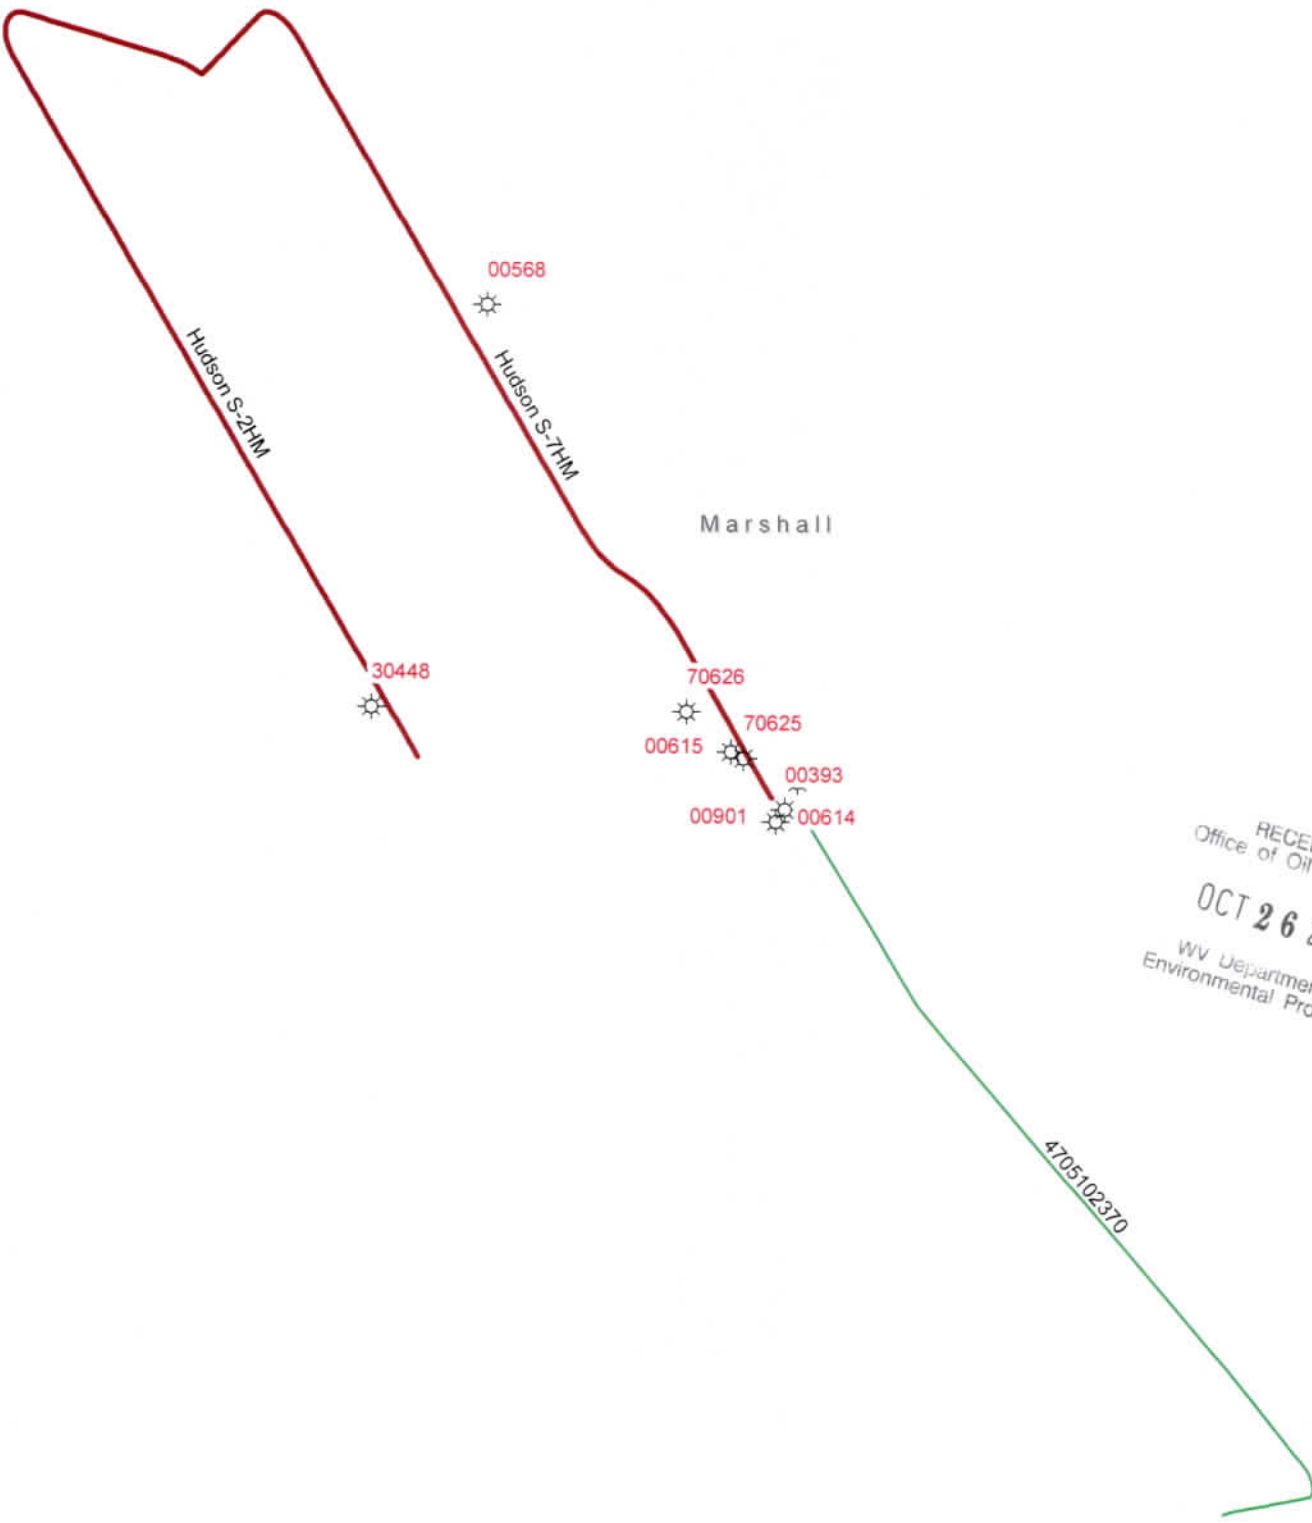 00568
Hudson S-2HM
Hudson S-7HM
Marshall
30448
70626
70625
00615
00393
00901
00614
Office of Oil
OCT 26
WV
Environmental
4705102370